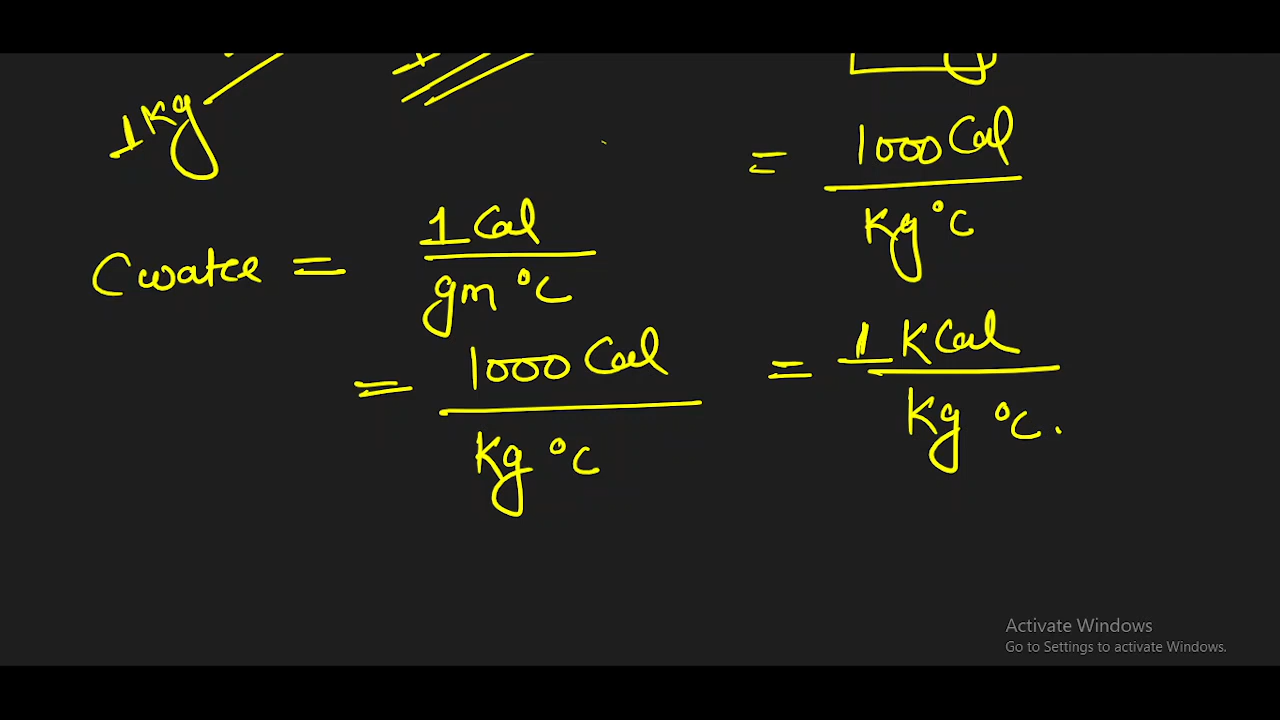 1Kg
= 1000 Cal / Kg °C
Cwater = 1 Cal / gm °C
= 1000 Cal / Kg °C = 1 KCal / Kg °C.
Activate Windows
Go to Settings to activate Windows.